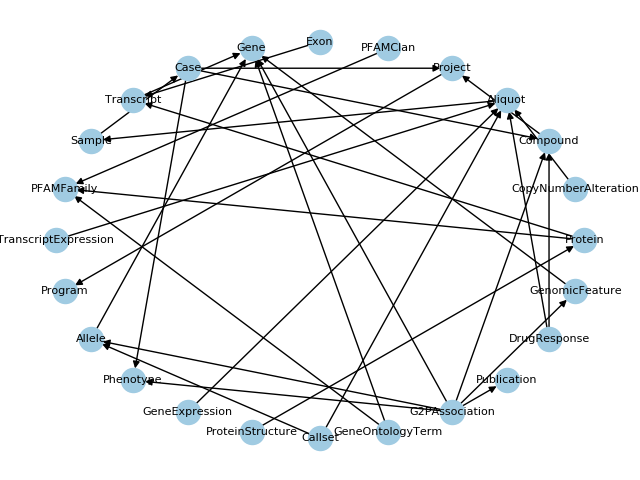 Exon
Gene
PFAMClan
Case
Project
Transcript
Aliquot
Sample
Compound
PFAMFamily
CopyNumberAlteration
TranscriptExpression
Protein
Program
GenomicFeature
Allele
DrugResponse
Phenotype
Publication
GeneExpression
G2PAssociation
ProteinStructure
GeneOntologyTerm
Callset